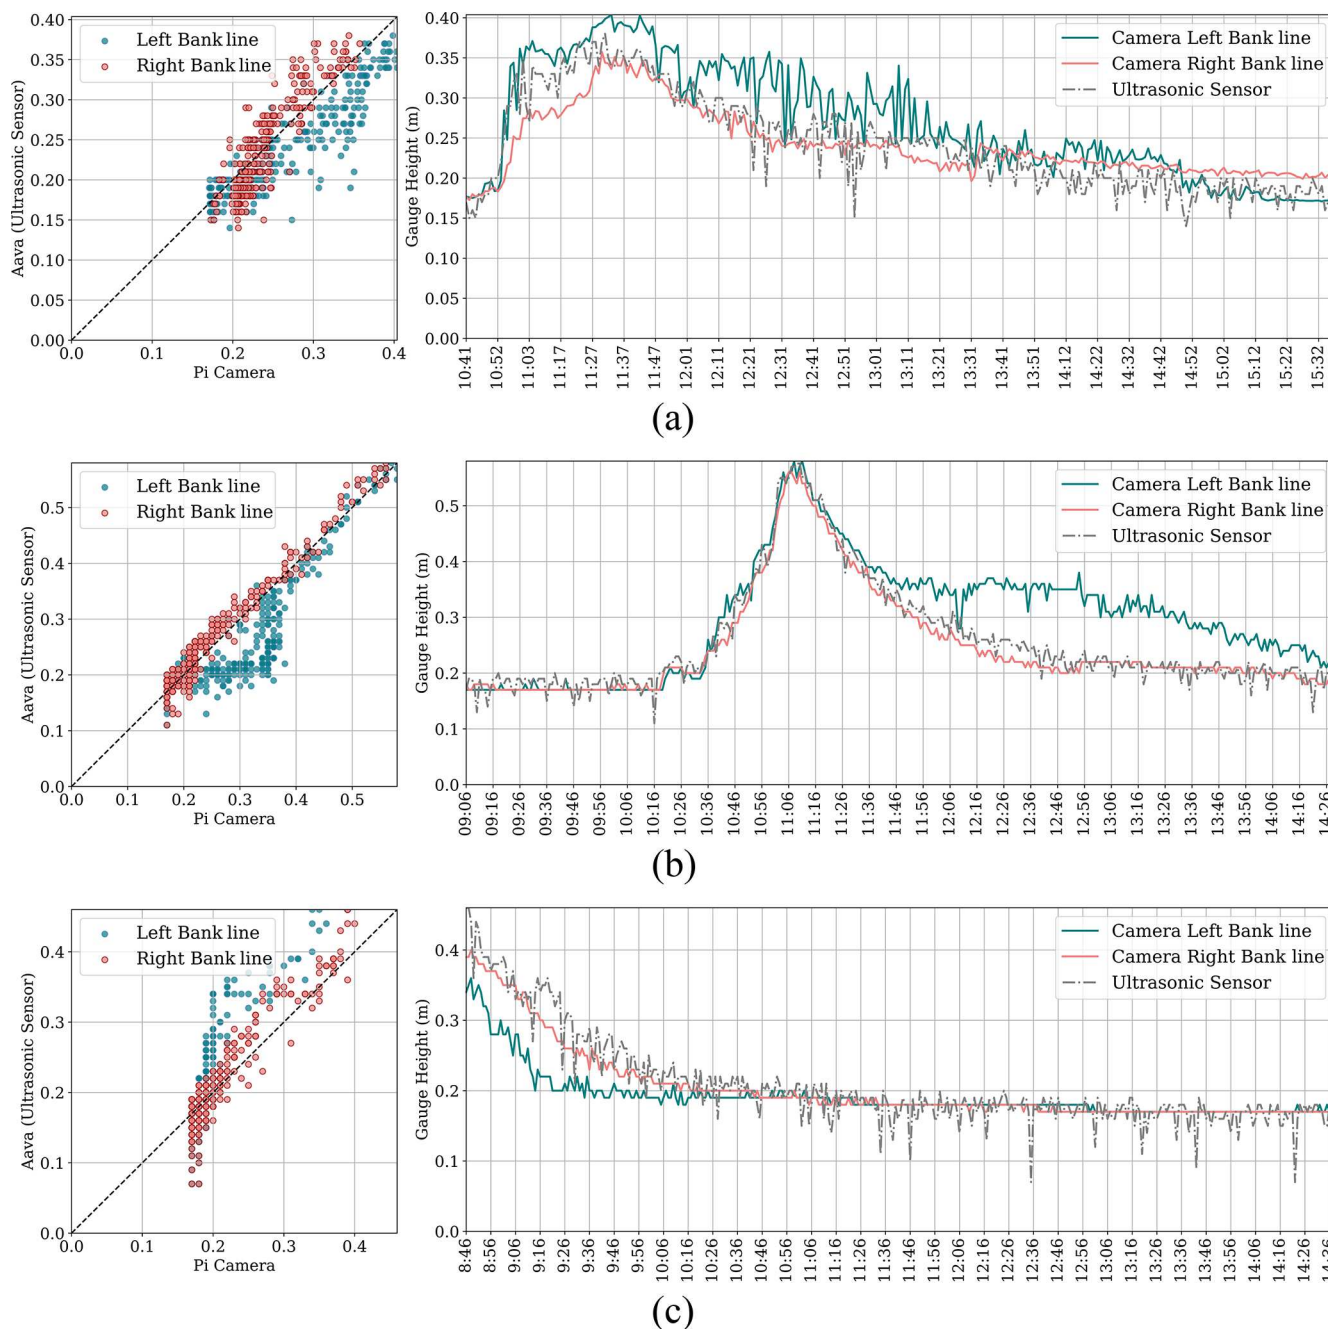 Aava (Ultrasonic Sensor)
0.40
0.35
0.30
0.25
0.20
0.15
0.10
0.05
0.00
Left Bank line
Right Bank line
0.0 0.1 0.2 0.3 0.4
Pi Camera
Gauge Height (m)
0.40
0.35
0.30
0.25
0.20
0.15
0.10
0.05
0.00
Camera Left Bank line
Camera Right Bank line
Ultrasonic Sensor
10:41 10:52 11:03 11:17 11:27 11:37 11:47 12:01 12:11 12:21 12:31 12:41 12:51 13:01 13:11 13:21 13:31 13:41 14:12 14:22 14:32 14:42 14:52 15:02 15:12 15:22 15:32
(a)
Aava (Ultrasonic Sensor)
0.5
0.4
0.3
0.2
0.1
0.0
Left Bank line
Right Bank line
0.0 0.1 0.2 0.3 0.4 0.5
Pi Camera
Gauge Height (m)
0.5
0.4
0.3
0.2
0.1
0.0
Camera Left Bank line
Camera Right Bank line
Ultrasonic Sensor
09:06 09:16 09:26 09:36 09:46 09:56 10:06 10:16 10:26 10:36 10:46 10:56 11:06 11:16 11:26 11:36 11:46 11:56 12:06 12:16 12:26 12:36 12:46 12:56 13:06 13:16 13:26 13:36 13:46 13:56 14:06 14:16 14:26
(b)
Aava (Ultrasonic Sensor)
0.4
0.3
0.2
0.1
0.0
Left Bank line
Right Bank line
0.0 0.1 0.2 0.3 0.4
Pi Camera
Gauge Height (m)
0.4
0.3
0.2
0.1
0.0
Camera Left Bank line
Camera Right Bank line
Ultrasonic Sensor
8:46 8:56 9:06 9:16 9:26 9:36 9:46 9:56 10:06 10:16 10:26 10:36 10:46 10:56 11:06 11:16 11:26 11:36 11:46 11:56 12:06 12:16 12:26 12:36 12:46 12:56 13:06 13:16 13:26 13:36 13:46 13:56 14:06 14:16 14:26 14:36
(c)